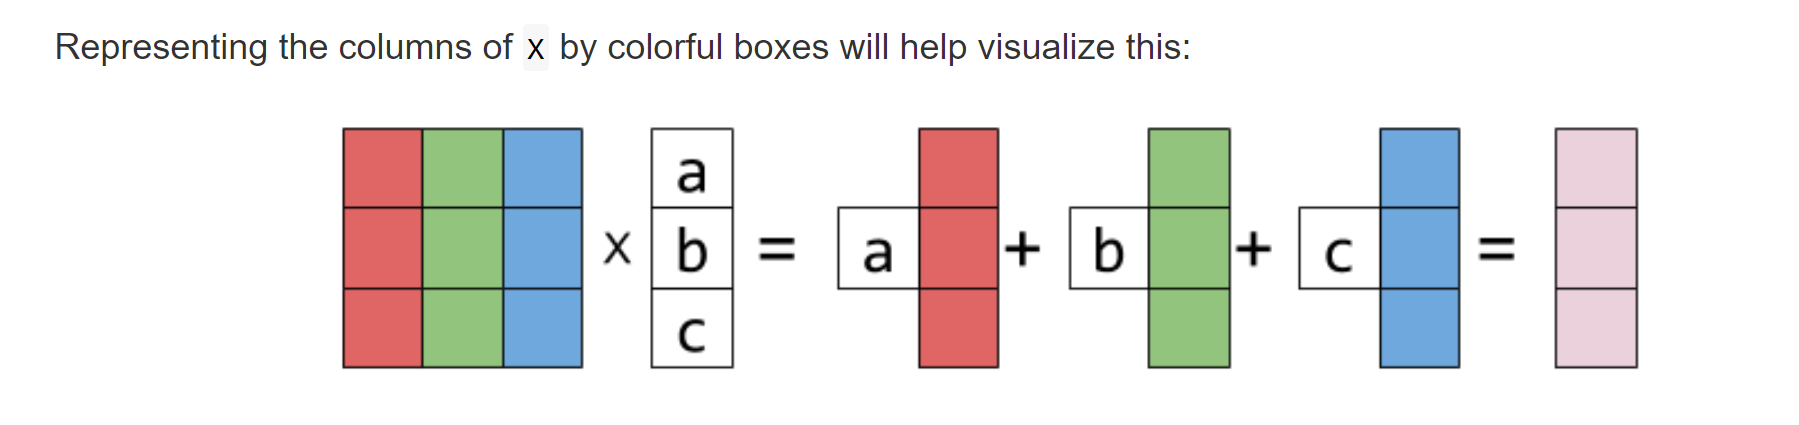 Representing the columns of x by colorful boxes will help visualize this:
a
x b = a + b + c =
c